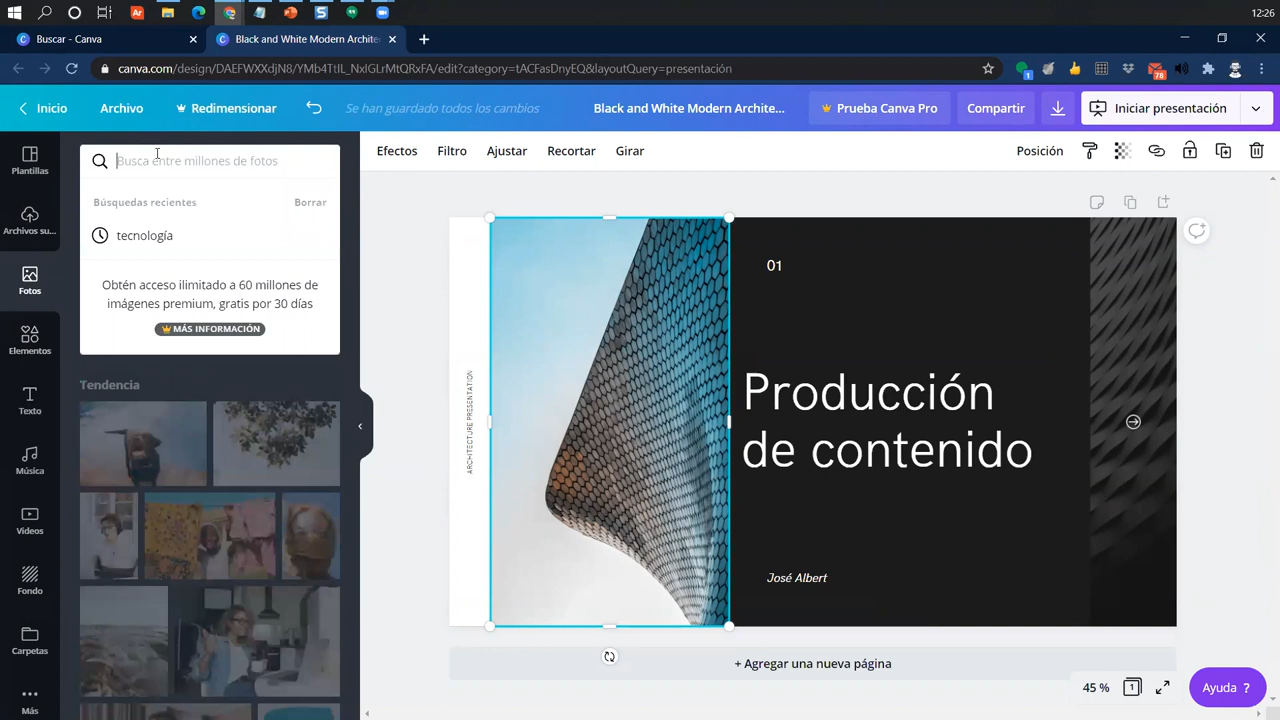 12:26
Buscar - Canva
Black and White Modern Archite
canva.com/design/DAEFWXXdjN8/YMb4TtIL_NxIGLrMtQRxFA/edit?category=tACFasDnyEQ&layoutQuery=presentación
1
78
Inicio
Archivo
Redimensionar
Se han guardado todos los cambios
Black and White Modern Archite...
Prueba Canva Pro
Compartir
Iniciar presentación
Plantillas
Archivos su...
Fotos
Elementos
Texto
Música
Vídeos
Fondo
Carpetas
Más
Busca entre millones de fotos
Búsquedas recientes
Borrar
tecnología
Obtén acceso ilimitado a 60 millones de
imágenes premium, gratis por 30 días
MÁS INFORMACIÓN
Tendencia
Efectos
Filtro
Ajustar
Recortar
Girar
Posición
ARCHITECTURE PRESENTATION
01
Producción
de contenido
José Albert
+ Agregar una nueva página
45 %
1
Ayuda ?